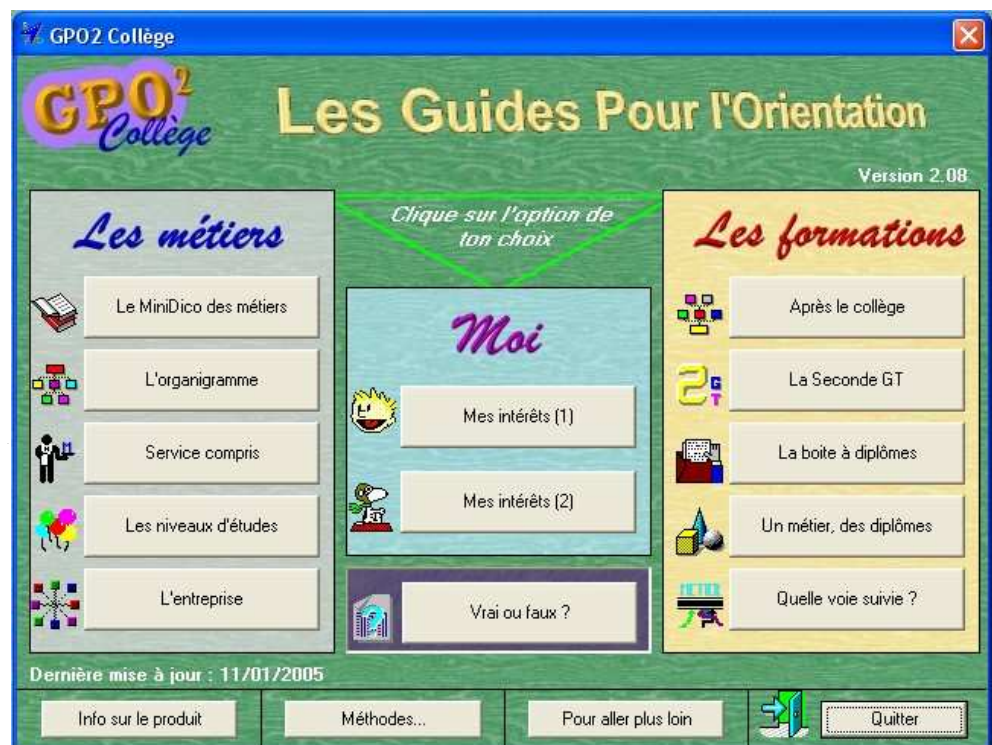 GPO2 Collège
GPO²
Collège
Les Guides Pour l'Orientation
Version 2.08
Les métiers
Le MiniDico des métiers
L'organigramme
Service compris
Les niveaux d'études
L'entreprise
Clique sur l'option de
ton choix
Moi
Mes intérêts (1)
Mes intérêts (2)
Vrai ou faux ?
Les formations
Après le collège
2 GT
La Seconde GT
La boite à diplômes
Un métier, des diplômes
METIER
Quelle voie suivie ?
Dernière mise à jour : 11/01/2005
Info sur le produit
Méthodes...
Pour aller plus loin
Quitter